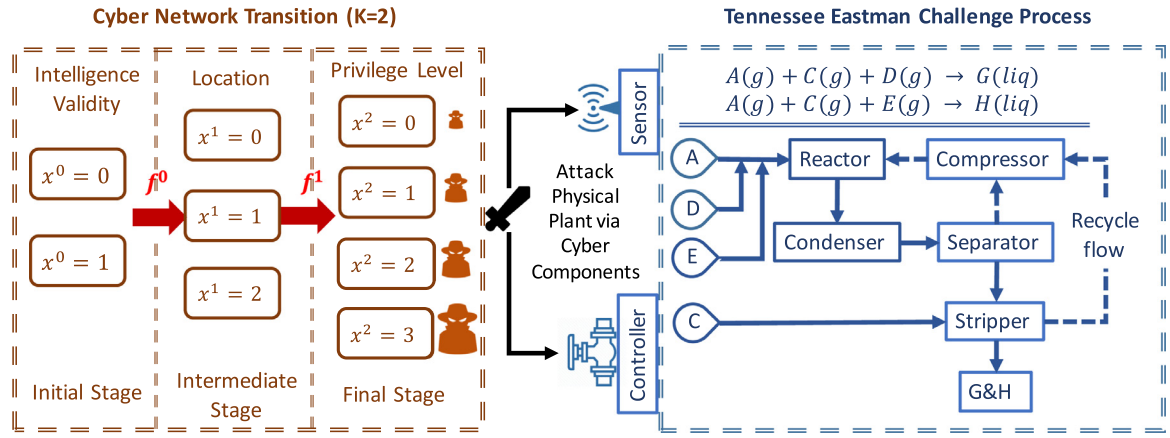 Cyber Network Transition (K=2)
Intelligence
Validity
x⁰ = 0
x⁰ = 1
Initial Stage
f⁰
Location
x¹ = 0
x¹ = 1
x¹ = 2
Intermediate
Stage
f¹
Privilege Level
x² = 0
x² = 1
x² = 2
x² = 3
Final Stage
Attack
Physical
Plant via
Cyber
Components
Sensor
Controller
Tennessee Eastman Challenge Process
A(g) + C(g) + D(g) → G(liq)
A(g) + C(g) + E(g) → H(liq)
A
D
E
C
Reactor
Compressor
Condenser
Separator
Recycle
flow
Stripper
G&H